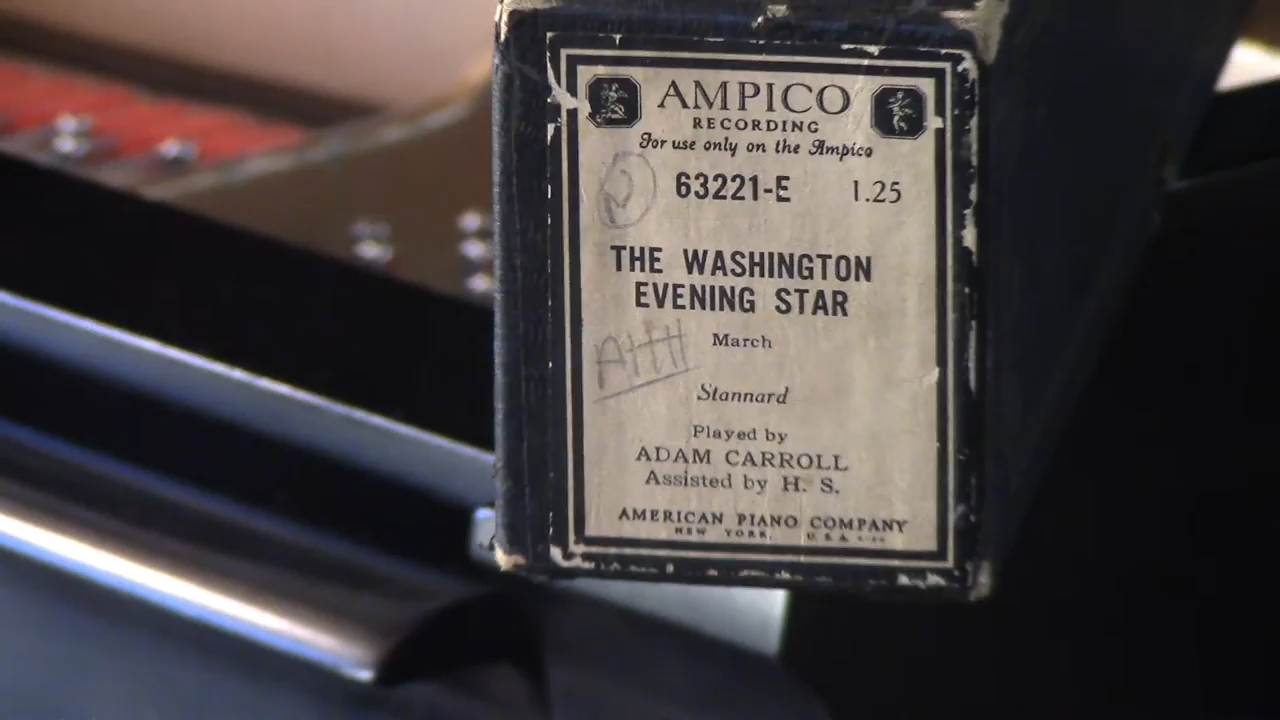 AMPICO
RECORDING
For use only on the Ampico
63221-E 1.25
THE WASHINGTON
EVENING STAR
March
Stannard
Played by
ADAM CARROLL
Assisted by H. S.
AMERICAN PIANO COMPANY
NEW YORK. U. S. A.